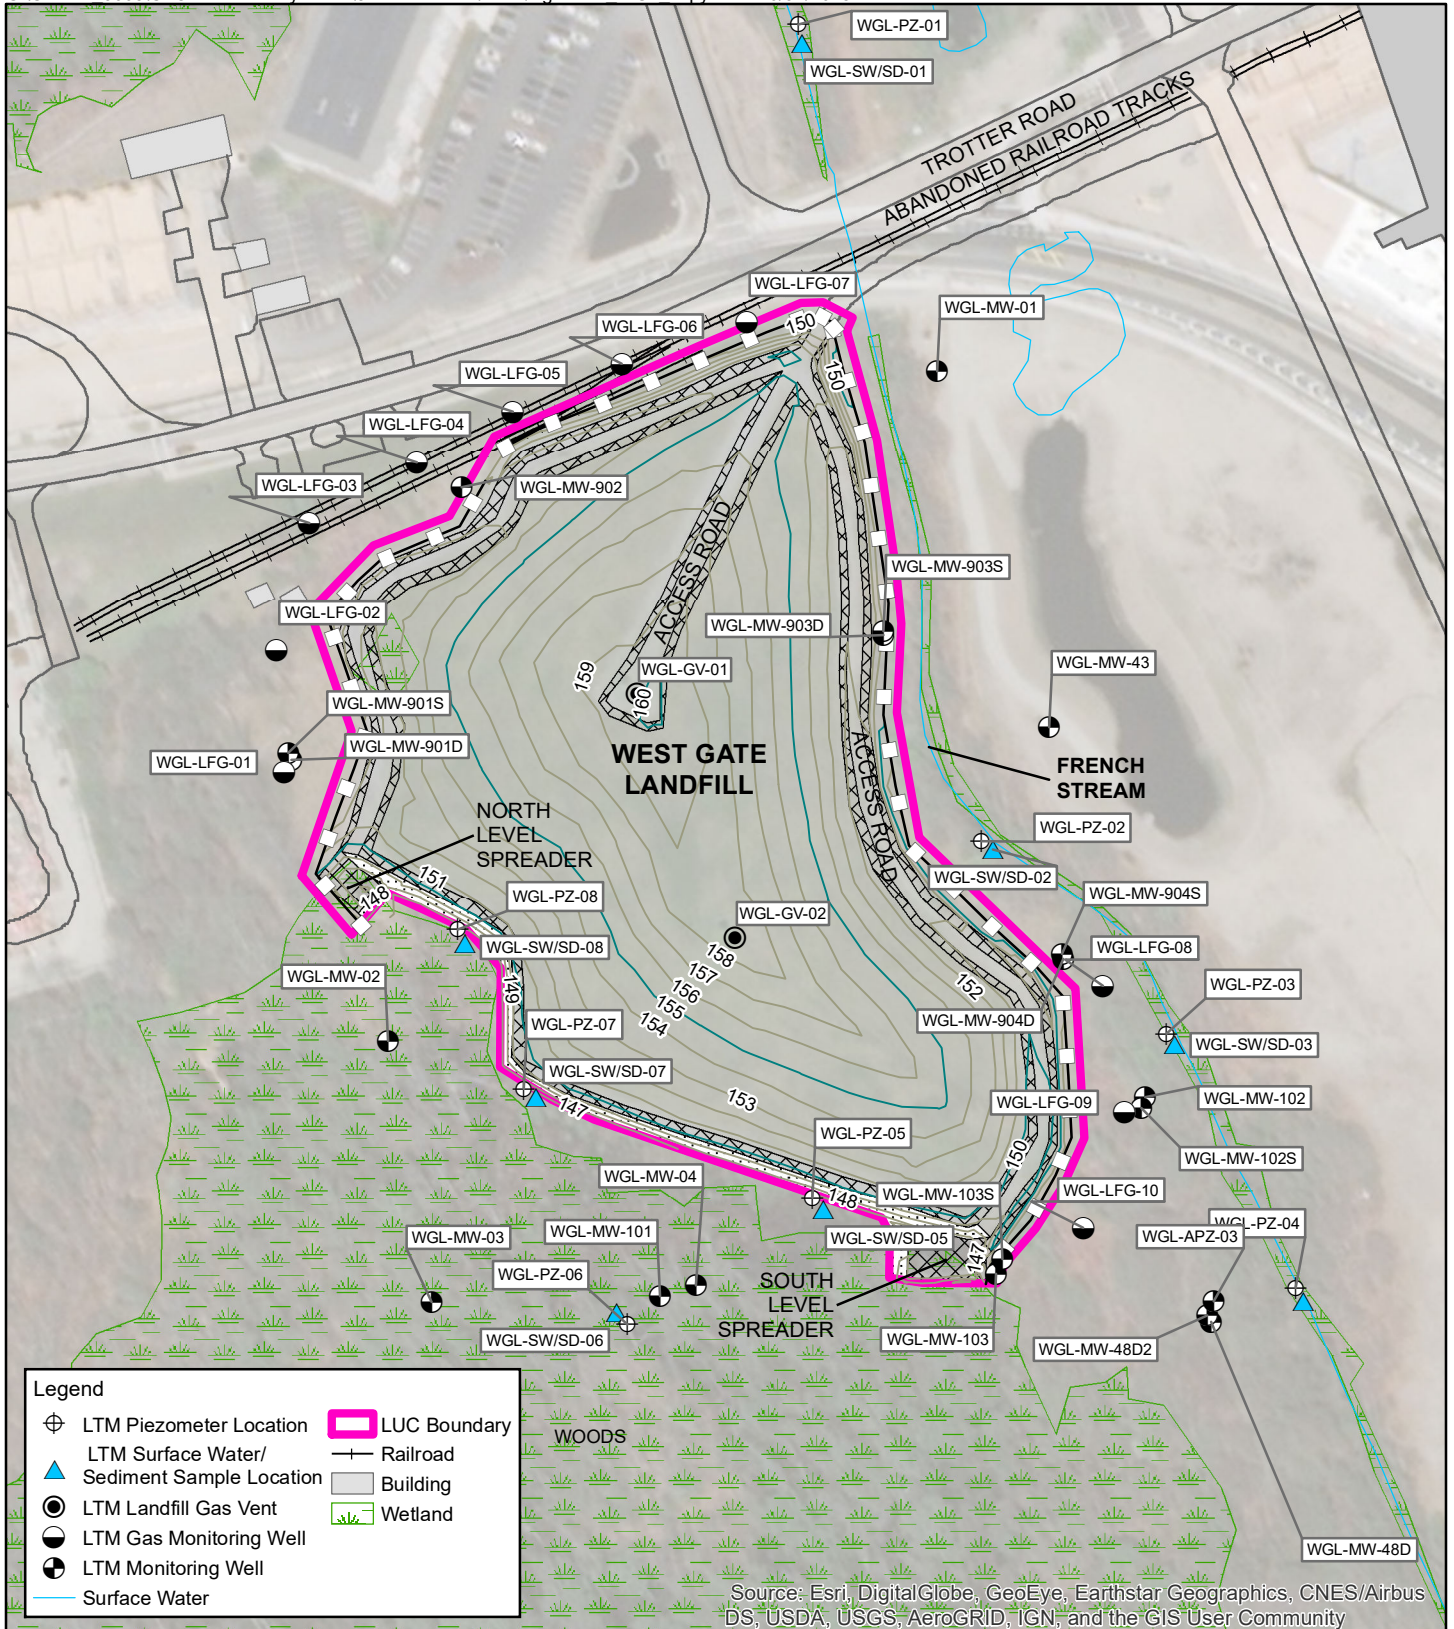 WGL-PZ-01
WGL-SW/SD-01
TROTTER ROAD
ABANDONED RAILROAD TRACKS
WGL-LFG-07
WGL-MW-01
WGL-LFG-06
150
150
WGL-LFG-05
WGL-LFG-04
WGL-LFG-03
WGL-MW-902
ACCESS ROAD
WGL-MW-903S
WGL-LFG-02
WGL-MW-903D
WGL-MW-43
WGL-GV-01
159
160
WGL-MW-901S
WGL-MW-901D
WGL-LFG-01
WEST GATE
LANDFILL
ACCESS ROAD
FRENCH
STREAM
NORTH
LEVEL
SPREADER
WGL-PZ-02
151
148
WGL-SW/SD-02
WGL-PZ-08
WGL-MW-904S
WGL-GV-02
WGL-SW/SD-08
WGL-LFG-08
158
157
156
155
154
WGL-MW-02
149
152
WGL-PZ-03
WGL-PZ-07
WGL-MW-904D
WGL-SW/SD-03
WGL-SW/SD-07
147
153
WGL-LFG-09
WGL-MW-102
WGL-PZ-05
150
WGL-MW-102S
WGL-MW-04
148
WGL-MW-103S
WGL-LFG-10
WGL-PZ-04
WGL-APZ-03
WGL-MW-03
WGL-MW-101
WGL-SW/SD-05
147
WGL-PZ-06
SOUTH
LEVEL
SPREADER
WGL-SW/SD-06
WGL-MW-103
WGL-MW-48D2
WGL-MW-48D
WOODS
Legend
LTM Piezometer Location
LTM Surface Water/
Sediment Sample Location
LTM Landfill Gas Vent
LTM Gas Monitoring Well
LTM Monitoring Well
Surface Water
LUC Boundary
Railroad
Building
Wetland
Source: Esri, DigitalGlobe, GeoEye, Earthstar Geographics, CNES/Airbus
DS, USDA, USGS, AeroGRID, IGN, and the GIS User Community